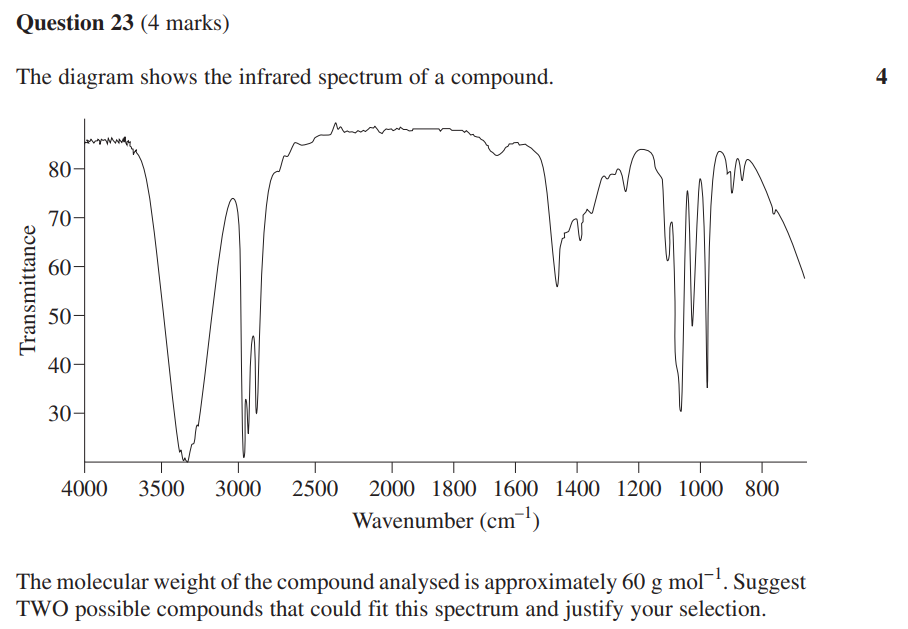 Question 23 (4 marks)
The diagram shows the infrared spectrum of a compound. 4
80
70
60
50
40
30
Transmittance
4000 3500 3000 2500 2000 1800 1600 1400 1200 1000 800
Wavenumber (cm⁻¹)
The molecular weight of the compound analysed is approximately 60 g mol⁻¹. Suggest
TWO possible compounds that could fit this spectrum and justify your selection.